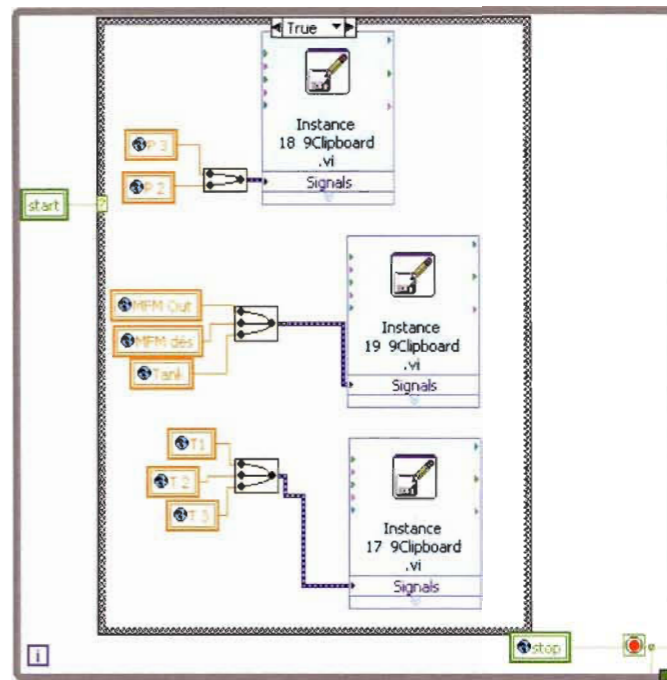 True
Instance
18 9Clipboard
.vi
Signals
P 3
P 2
start
?
Instance
19 9Clipboard
.vi
Signals
MFM Out
MFM dés
Tank
T1
T 2
T 3
Instance
17 9Clipboard
.vi
Signals
stop
i